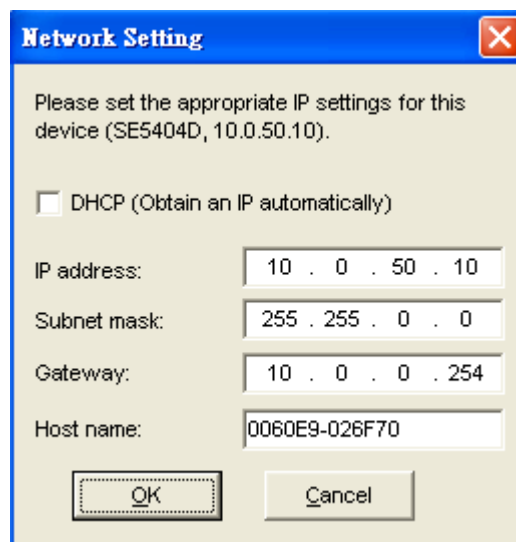 Network Setting
Please set the appropriate IP settings for this
device (SE5404D, 10.0.50.10).
DHCP (Obtain an IP automatically)
IP address: 10 . 0 . 50 . 10
Subnet mask: 255 . 255 . 0 . 0
Gateway: 10 . 0 . 0 . 254
Host name: 0060E9-026F70
OK Cancel